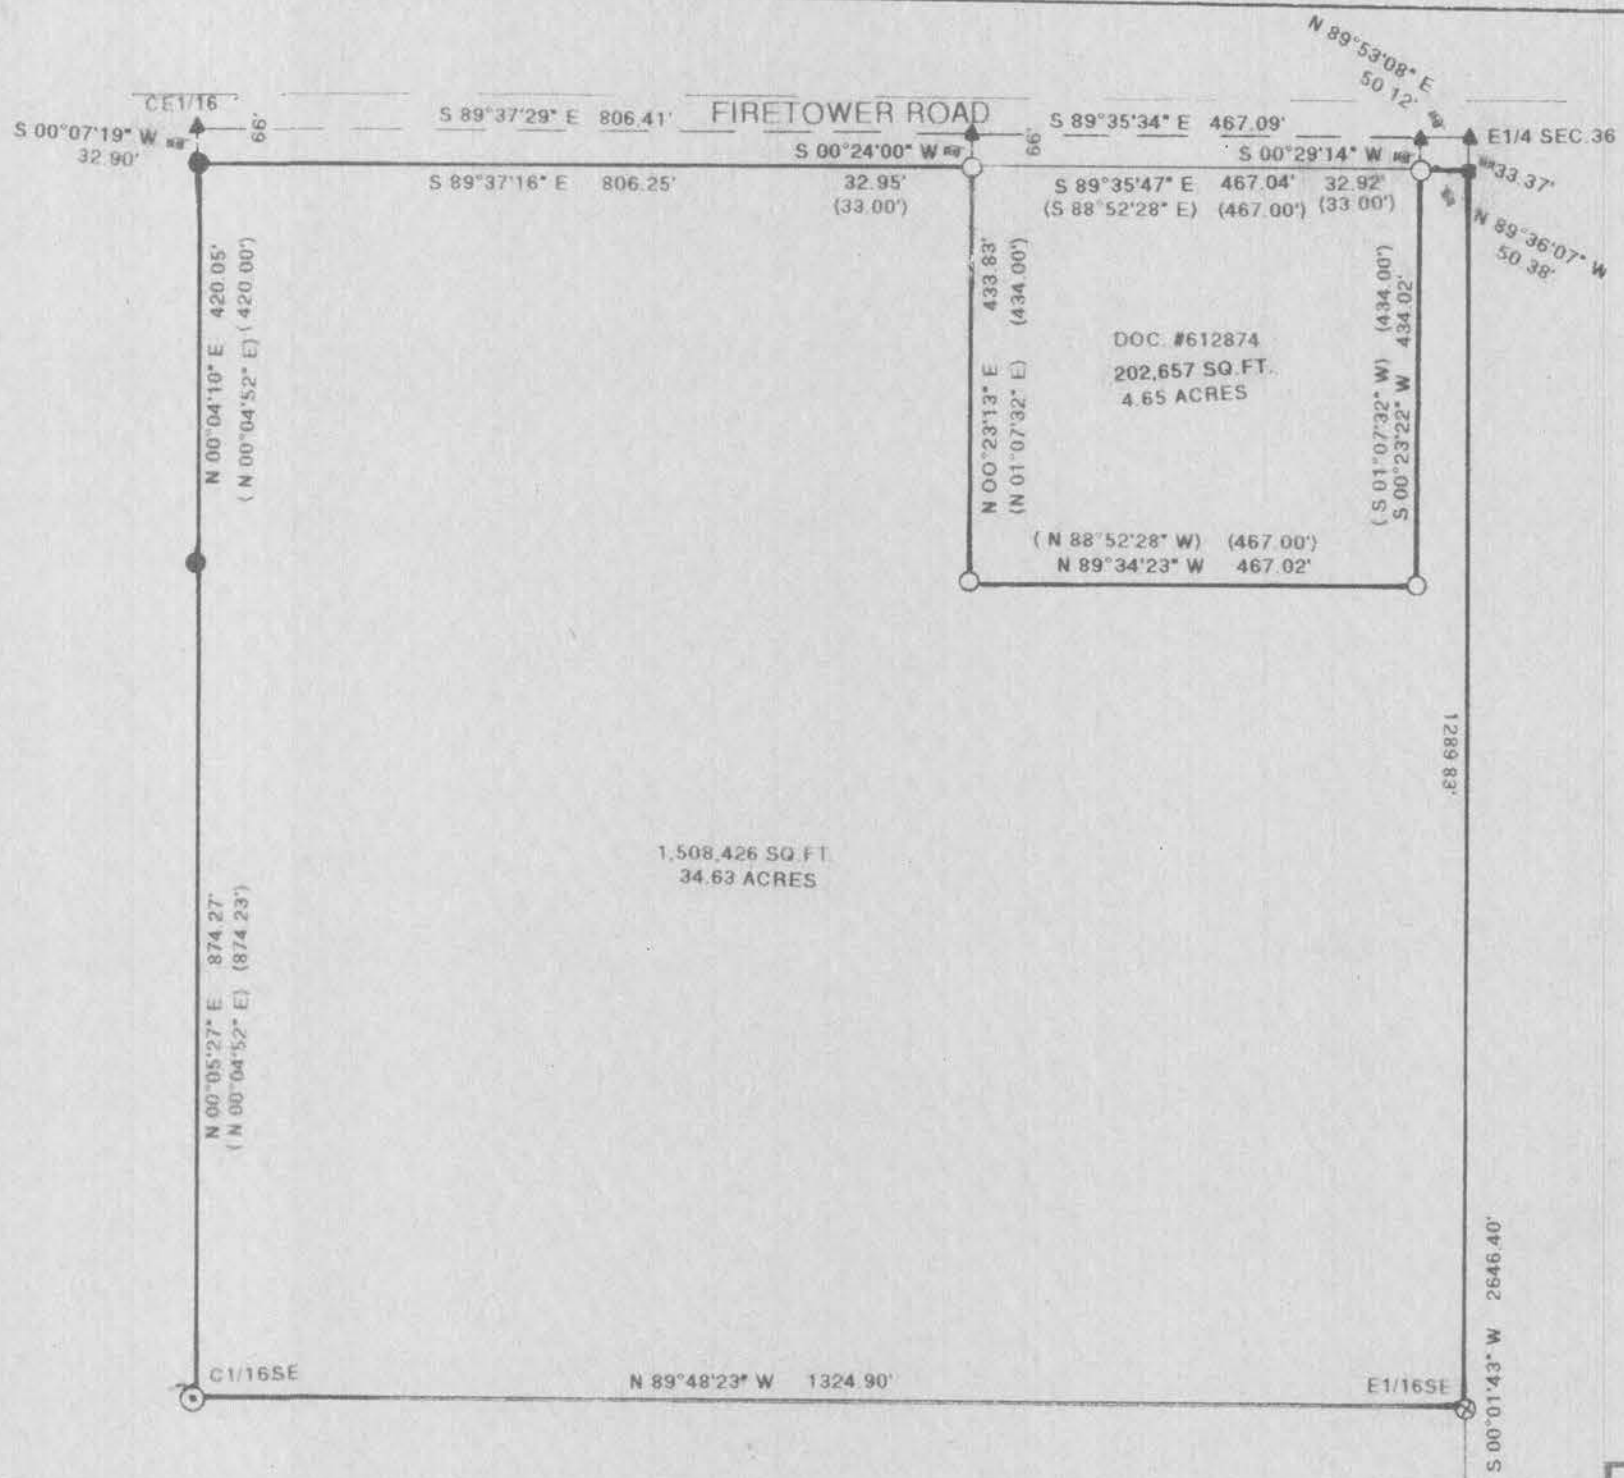 N 89°53'08" E
50 12'
CE1/16
66'
S 89°37'29" E 806.41'
FIRETOWER ROAD
66'
S 89°35'34" E 467.09'
E1/4 SEC.36
S 00°07'19" W
32.90'
S 00°24'00" W
S 00°29'14" W
33.37'
S 89°37'16" E 806.25'
32.95'
(33.00')
S 89°35'47" E 467.04' 32.92'
(S 88°52'28" E) (467.00') (33 00')
N 89°36'07" W
50 38'
N 00°04'10" E 420.05'
( N 00°04'52" E) ( 420.00')
N 00°23'13" E 433.83'
(N 01°07'32" E) (434.00')
DOC. #612874
202,657 SQ.FT.
4.65 ACRES
( S 01°07'32" W) (434.00')
S 00°23'22" W 434.02'
( N 88°52'28" W) (467.00')
N 89°34'23" W 467.02'
1289 83'
1,508,426 SQ.FT.
34.63 ACRES
N 00°05'27" E 874.27'
( N 00°04'52" E) (874.23')
C1/16SE
N 89°48'23" W 1324.90'
E1/16SE
S 00°01'43" W 2646.40'